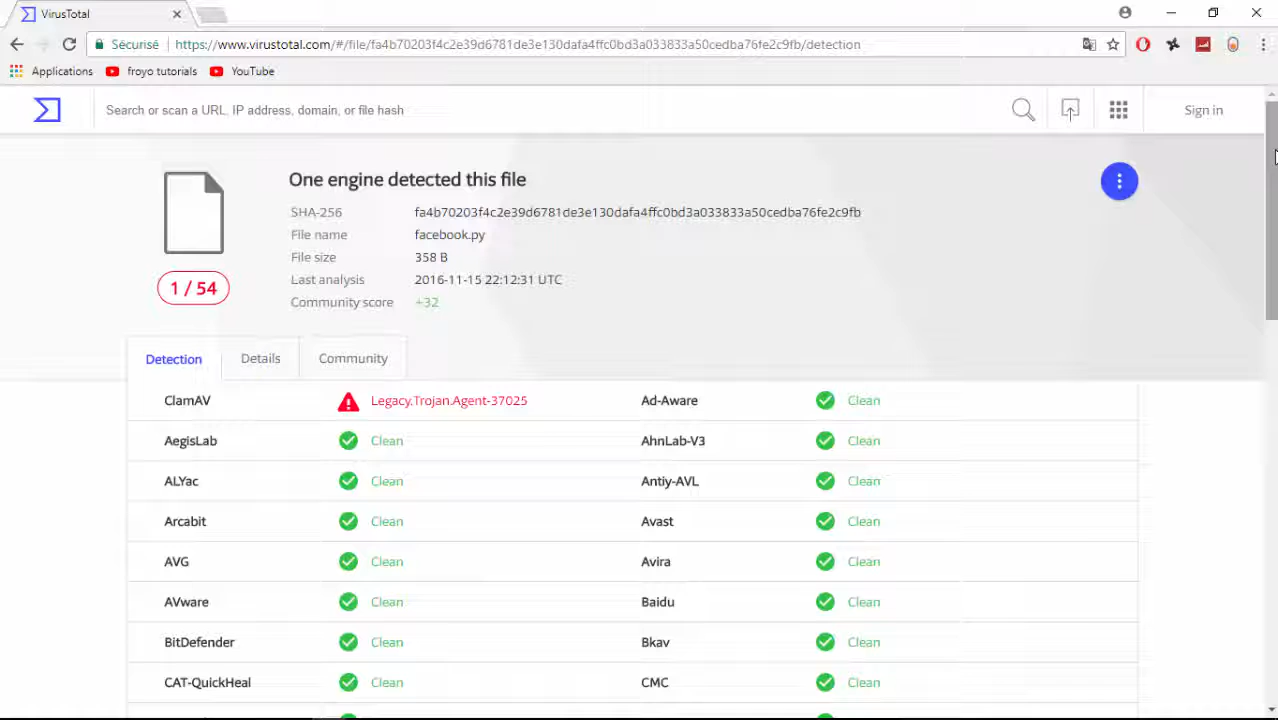 VirusTotal
Sécurisé https://www.virustotal.com/#/file/fa4b70203f4c2e39d6781de3e130dafa4ffc0bd3a033833a50cedba76fe2c9fb/detection
Applications froyo tutorials YouTube
Search or scan a URL, IP address, domain, or file hash Sign in
One engine detected this file
SHA-256 fa4b70203f4c2e39d6781de3e130dafa4ffc0bd3a033833a50cedba76fe2c9fb
File name facebook.py
File size 358 B
1 / 54
Last analysis 2016-11-15 22:12:31 UTC
Community score +32
Detection Details Community
ClamAV Legacy.Trojan.Agent-37025 Ad-Aware Clean
AegisLab Clean AhnLab-V3 Clean
ALYac Clean Antiy-AVL Clean
Arcabit Clean Avast Clean
AVG Clean Avira Clean
AVware Clean Baidu Clean
BitDefender Clean Bkav Clean
CAT-QuickHeal Clean CMC Clean